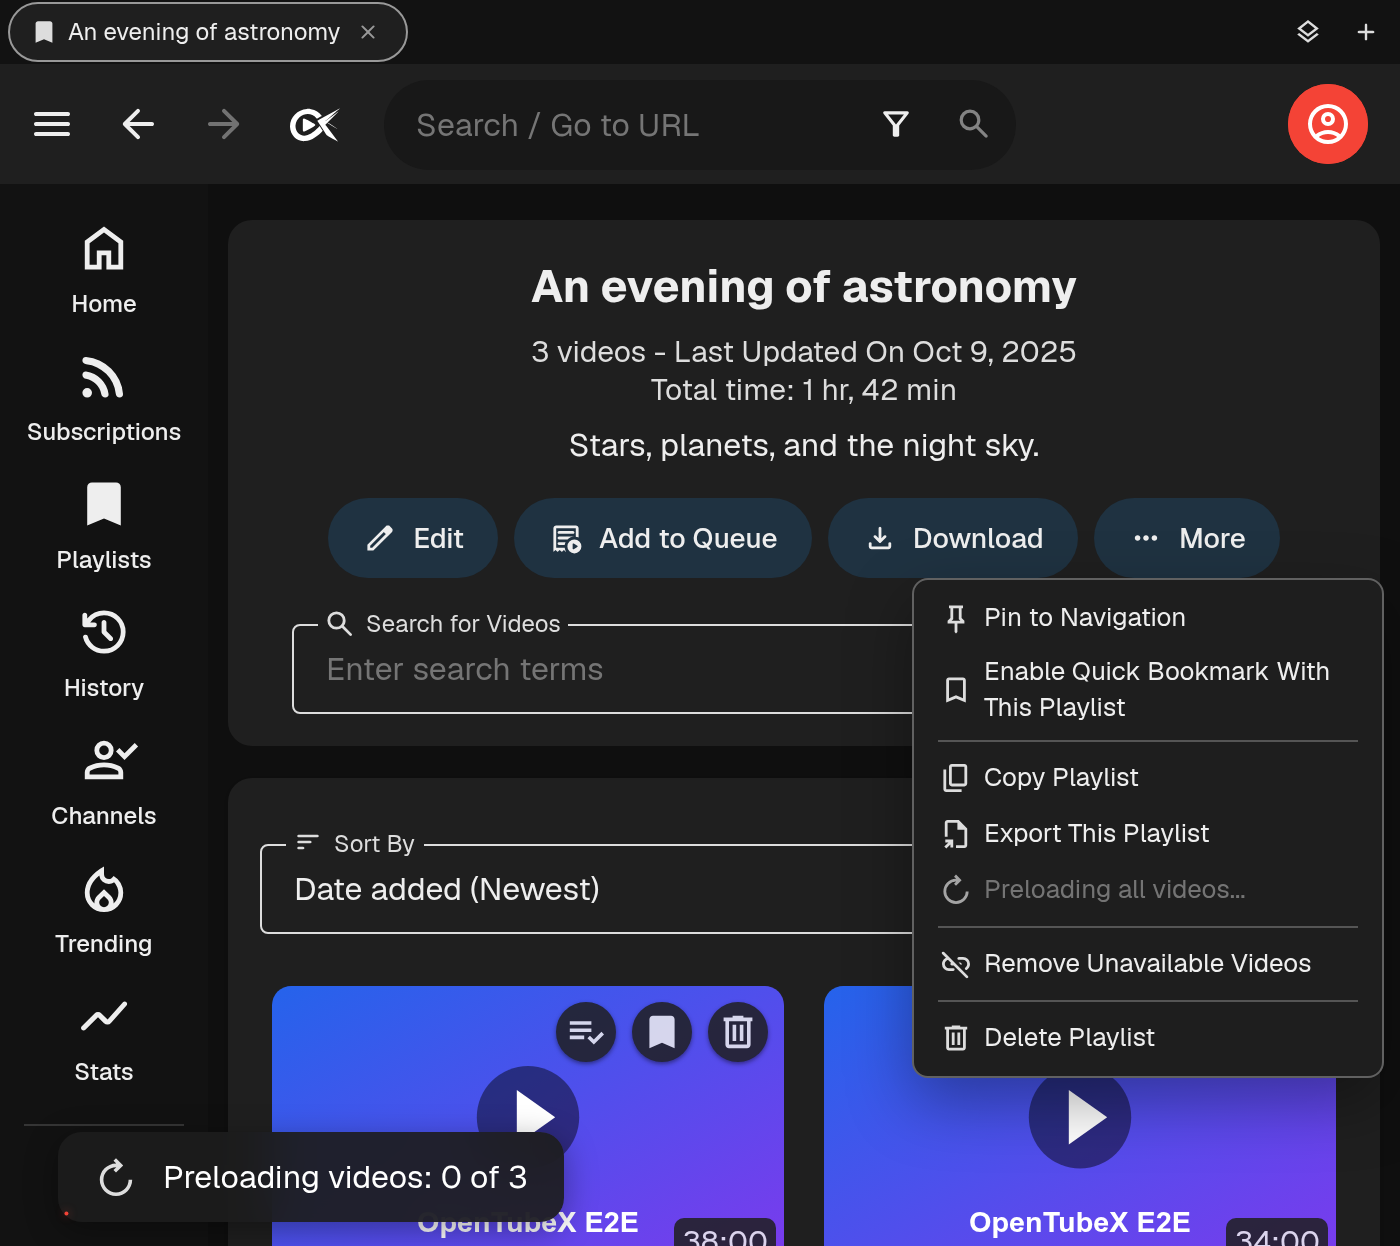 An evening of astronomy
Search / Go to URL
Home
Subscriptions
Playlists
History
Channels
Trending
Stats
An evening of astronomy
3 videos - Last Updated On Oct 9, 2025
Total time: 1 hr, 42 min
Stars, planets, and the night sky.
Edit
Add to Queue
Download
More
Search for Videos
Enter search terms
Pin to Navigation
Enable Quick Bookmark With
This Playlist
Copy Playlist
Export This Playlist
Preloading all videos...
Remove Unavailable Videos
Delete Playlist
Sort By
Date added (Newest)
OpenTubeX E2E
38:00
OpenTubeX E2E
34:00
Preloading videos: 0 of 3